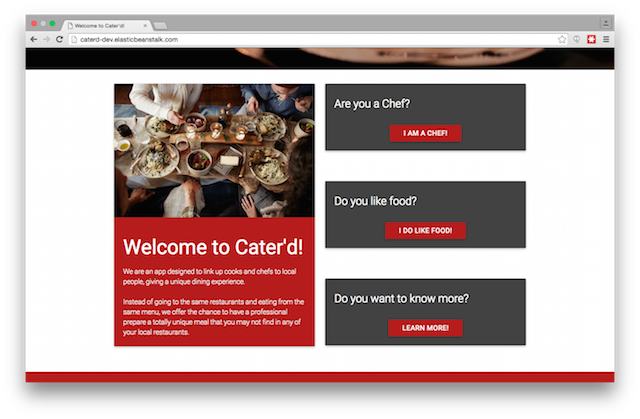 Welcome to Cater'd!
caterd-dev.elasticbeanstalk.com
Welcome to Cater'd!
We are an app designed to link up cooks and chefs to local
people, giving a unique dining experience.
Instead of going to the same restaurants and eating from the
same menu, we offer the chance to have a professional
prepare a totally unique meal that you may not find in any of
your local restaurants.
Are you a Chef?
I AM A CHEF!
Do you like food?
I DO LIKE FOOD!
Do you want to know more?
LEARN MORE!